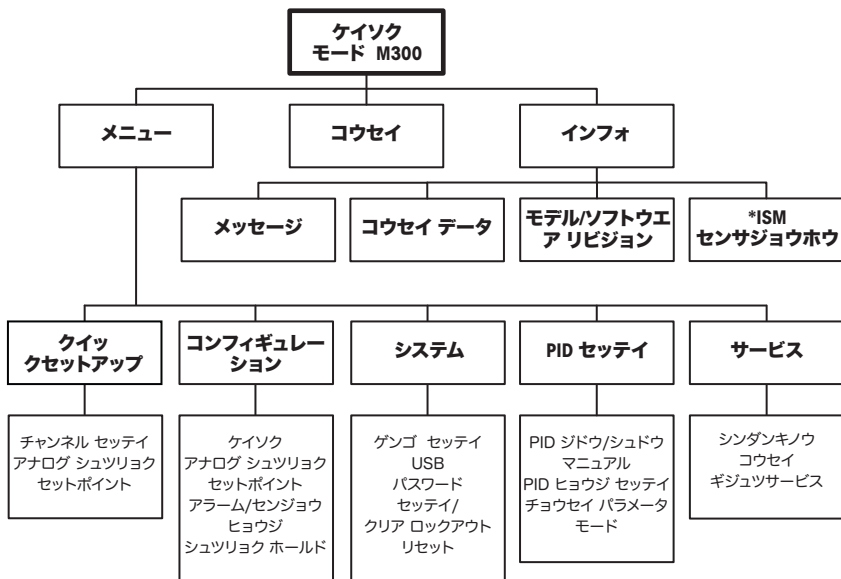 ケイソク
モード M300
メニュー
コウセイ
インフォ
メッセージ
コウセイ データ
モデル/ソフトウエ
ア リビジョン
*ISM
センサジョウホウ
クイッ
クセットアップ
コンフィギュレー
ション
システム
PID セッテイ
サービス
チャンネル セッテイ
アナログ シュツリョク
セットポイント
ケイソク
アナログ シュツリョク
セットポイント
アラーム/センジョウ
ヒョウジ
シュツリョク ホールド
ゲンゴ セッテイ
USB
パスワード
セッテイ/
クリア ロックアウト
リセット
PID ジドウ/シュドウ
マニュアル
PID ヒョウジ セッテイ
チョウセイ パラメータ
モード
シンダンキノウ
コウセイ
ギジュツサービス